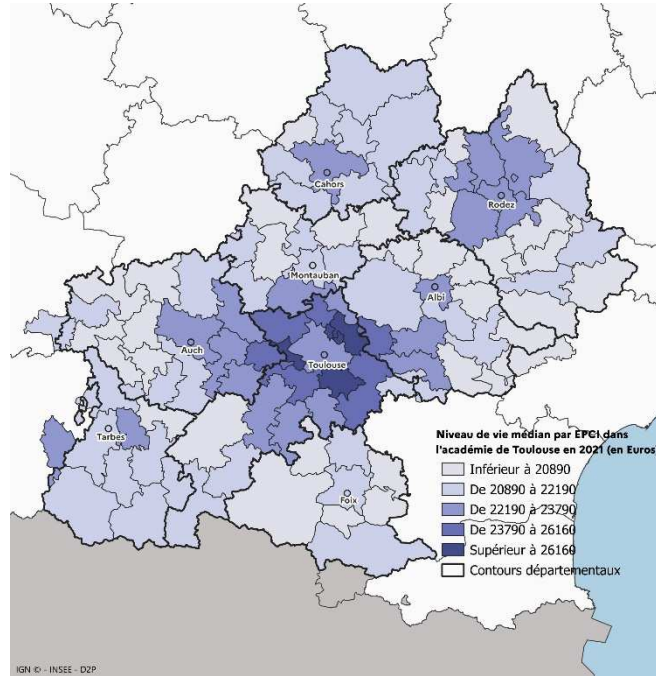 Cahors
Rodez
Montauban
Albi
Auch
Toulouse
Tarbes
Foix
Niveau de vie médian par EPCI dans
l'académie de Toulouse en 2021 (en Euros)
Inférieur à 20890
De 20890 à 22190
De 22190 à 23790
De 23790 à 26160
Supérieur à 26160
Contours départementaux
IGN © - INSEE - D2P